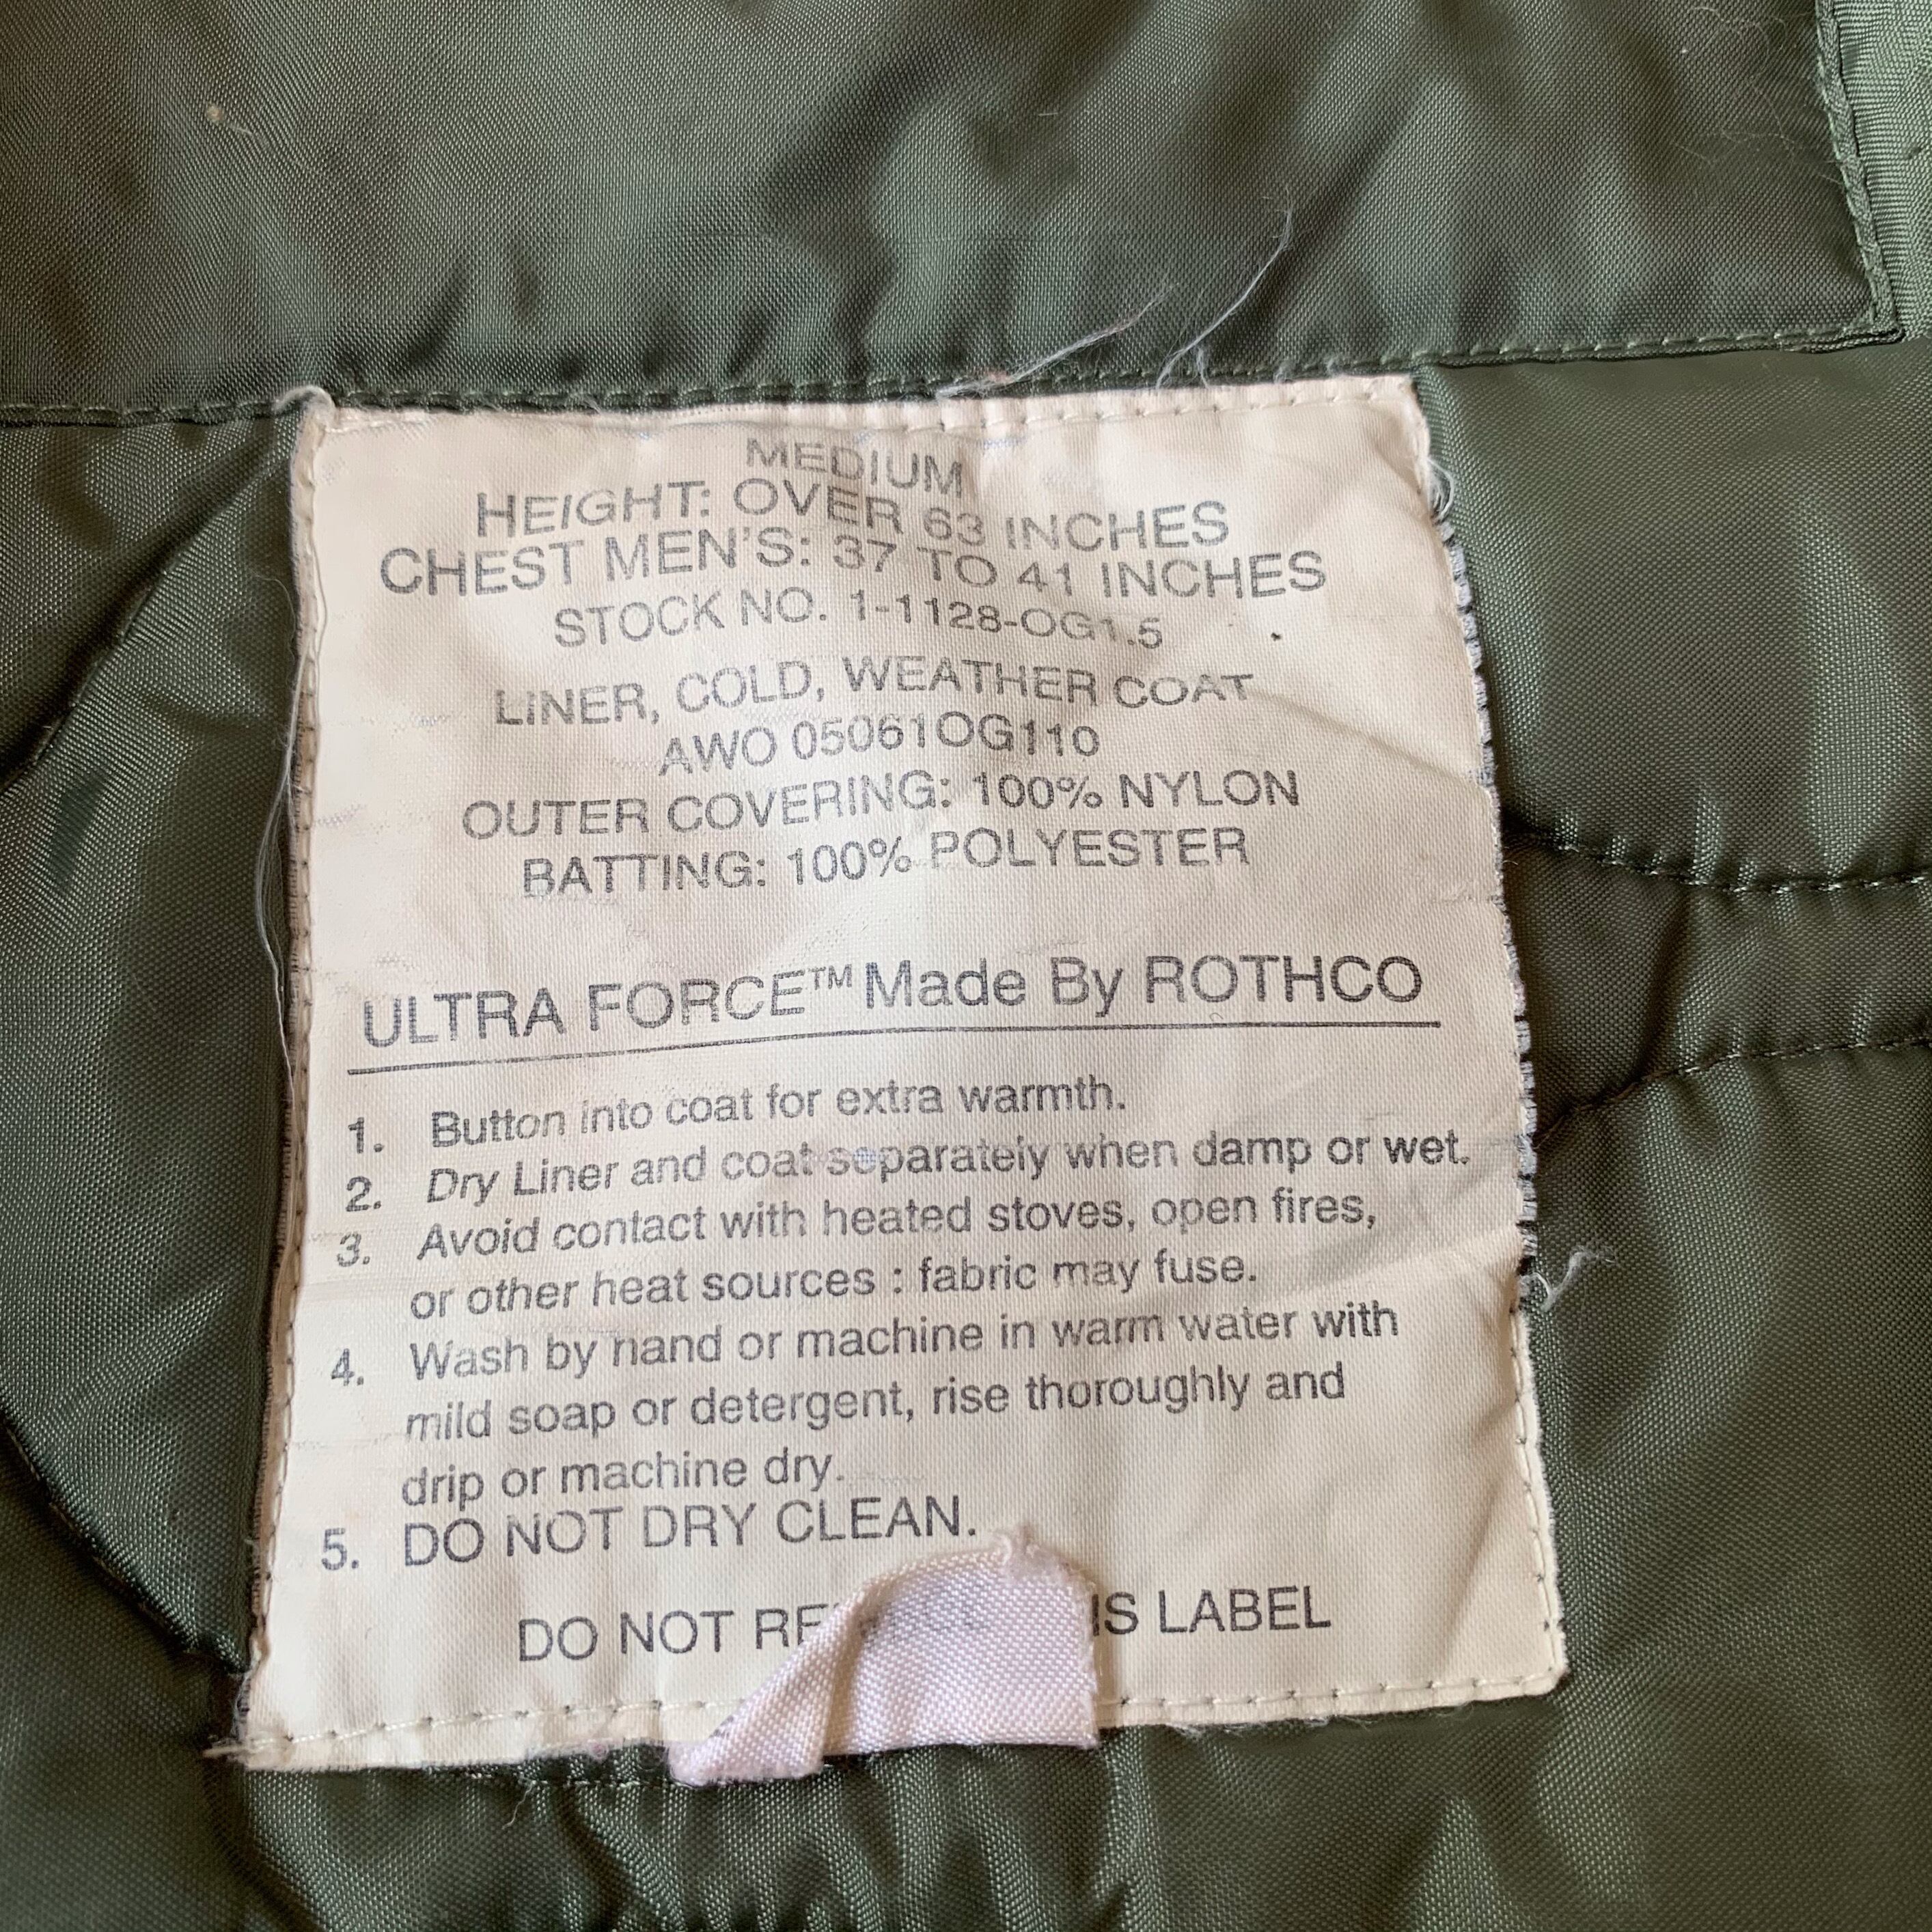 MEDIUM
HEIGHT: OVER 63 INCHES
CHEST MEN'S: 37 TO 41 INCHES
STOCK NO. 1-1128-OG1.5
LINER, COLD, WEATHER COAT
AWO 05061OG110
OUTER COVERING: 100% NYLON
BATTING: 100% POLYESTER
ULTRA FORCE™ Made By ROTHCO
1. Button into coat for extra warmth.
2. Dry Liner and coat separately when damp or wet.
3. Avoid contact with heated stoves, open fires,
or other heat sources : fabric may fuse.
4. Wash by hand or machine in warm water with
mild soap or detergent, rise thoroughly and
drip or machine dry.
5. DO NOT DRY CLEAN.
DO NOT LABEL